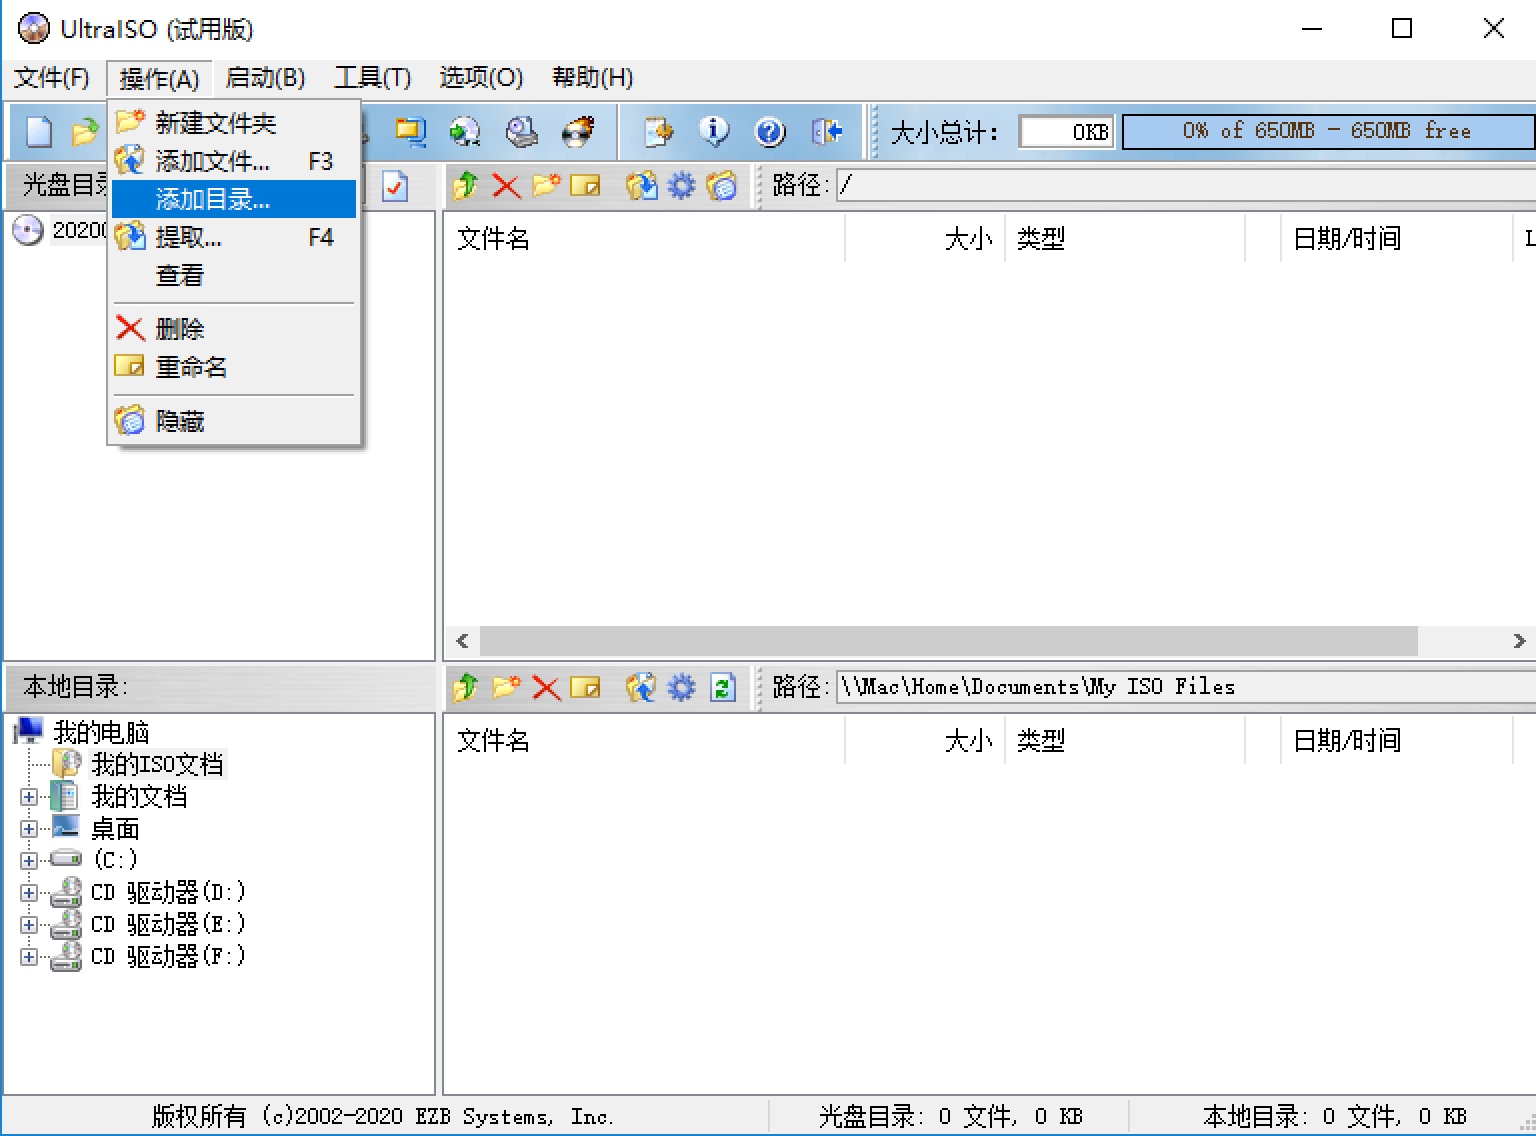 UltraISO (试用版)
文件(F) 操作(A) 启动(B) 工具(T) 选项(O) 帮助(H)
新建文件夹
添加文件... F3
添加目录...
提取... F4
查看
删除
重命名
隐藏
大小总计: 0KB 0% of 650MB - 650MB free
光盘目录
路径: /
文件名 大小 类型 日期/时间 L
本地目录:
路径: \\Mac\Home\Documents\My ISO Files
我的电脑
我的ISO文档
我的文档
桌面
(C:)
CD 驱动器(D:)
CD 驱动器(E:)
CD 驱动器(F:)
文件名 大小 类型 日期/时间
版权所有 (c)2002-2020 EZB Systems, Inc. 光盘目录: 0 文件, 0 KB 本地目录: 0 文件, 0 KB